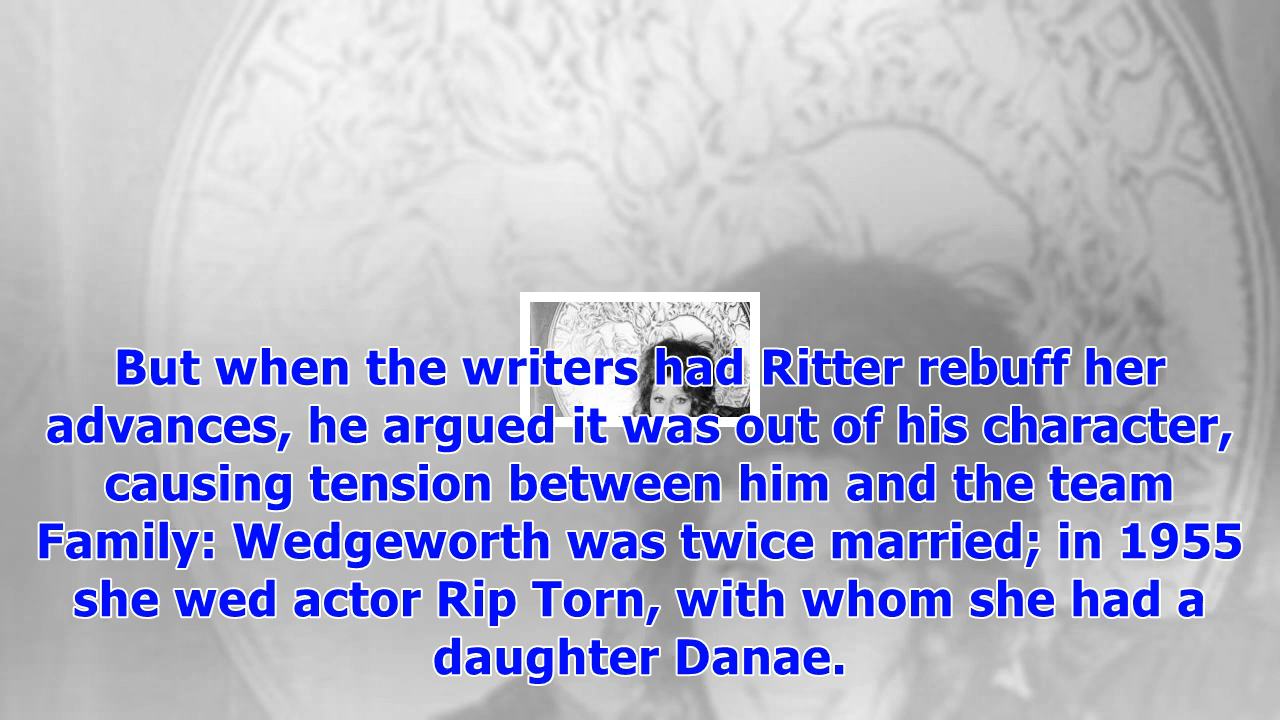 But when the writers had Ritter rebuff her
advances, he argued it was out of his character,
causing tension between him and the team
Family: Wedgeworth was twice married; in 1955
she wed actor Rip Torn, with whom she had a
daughter Danae.